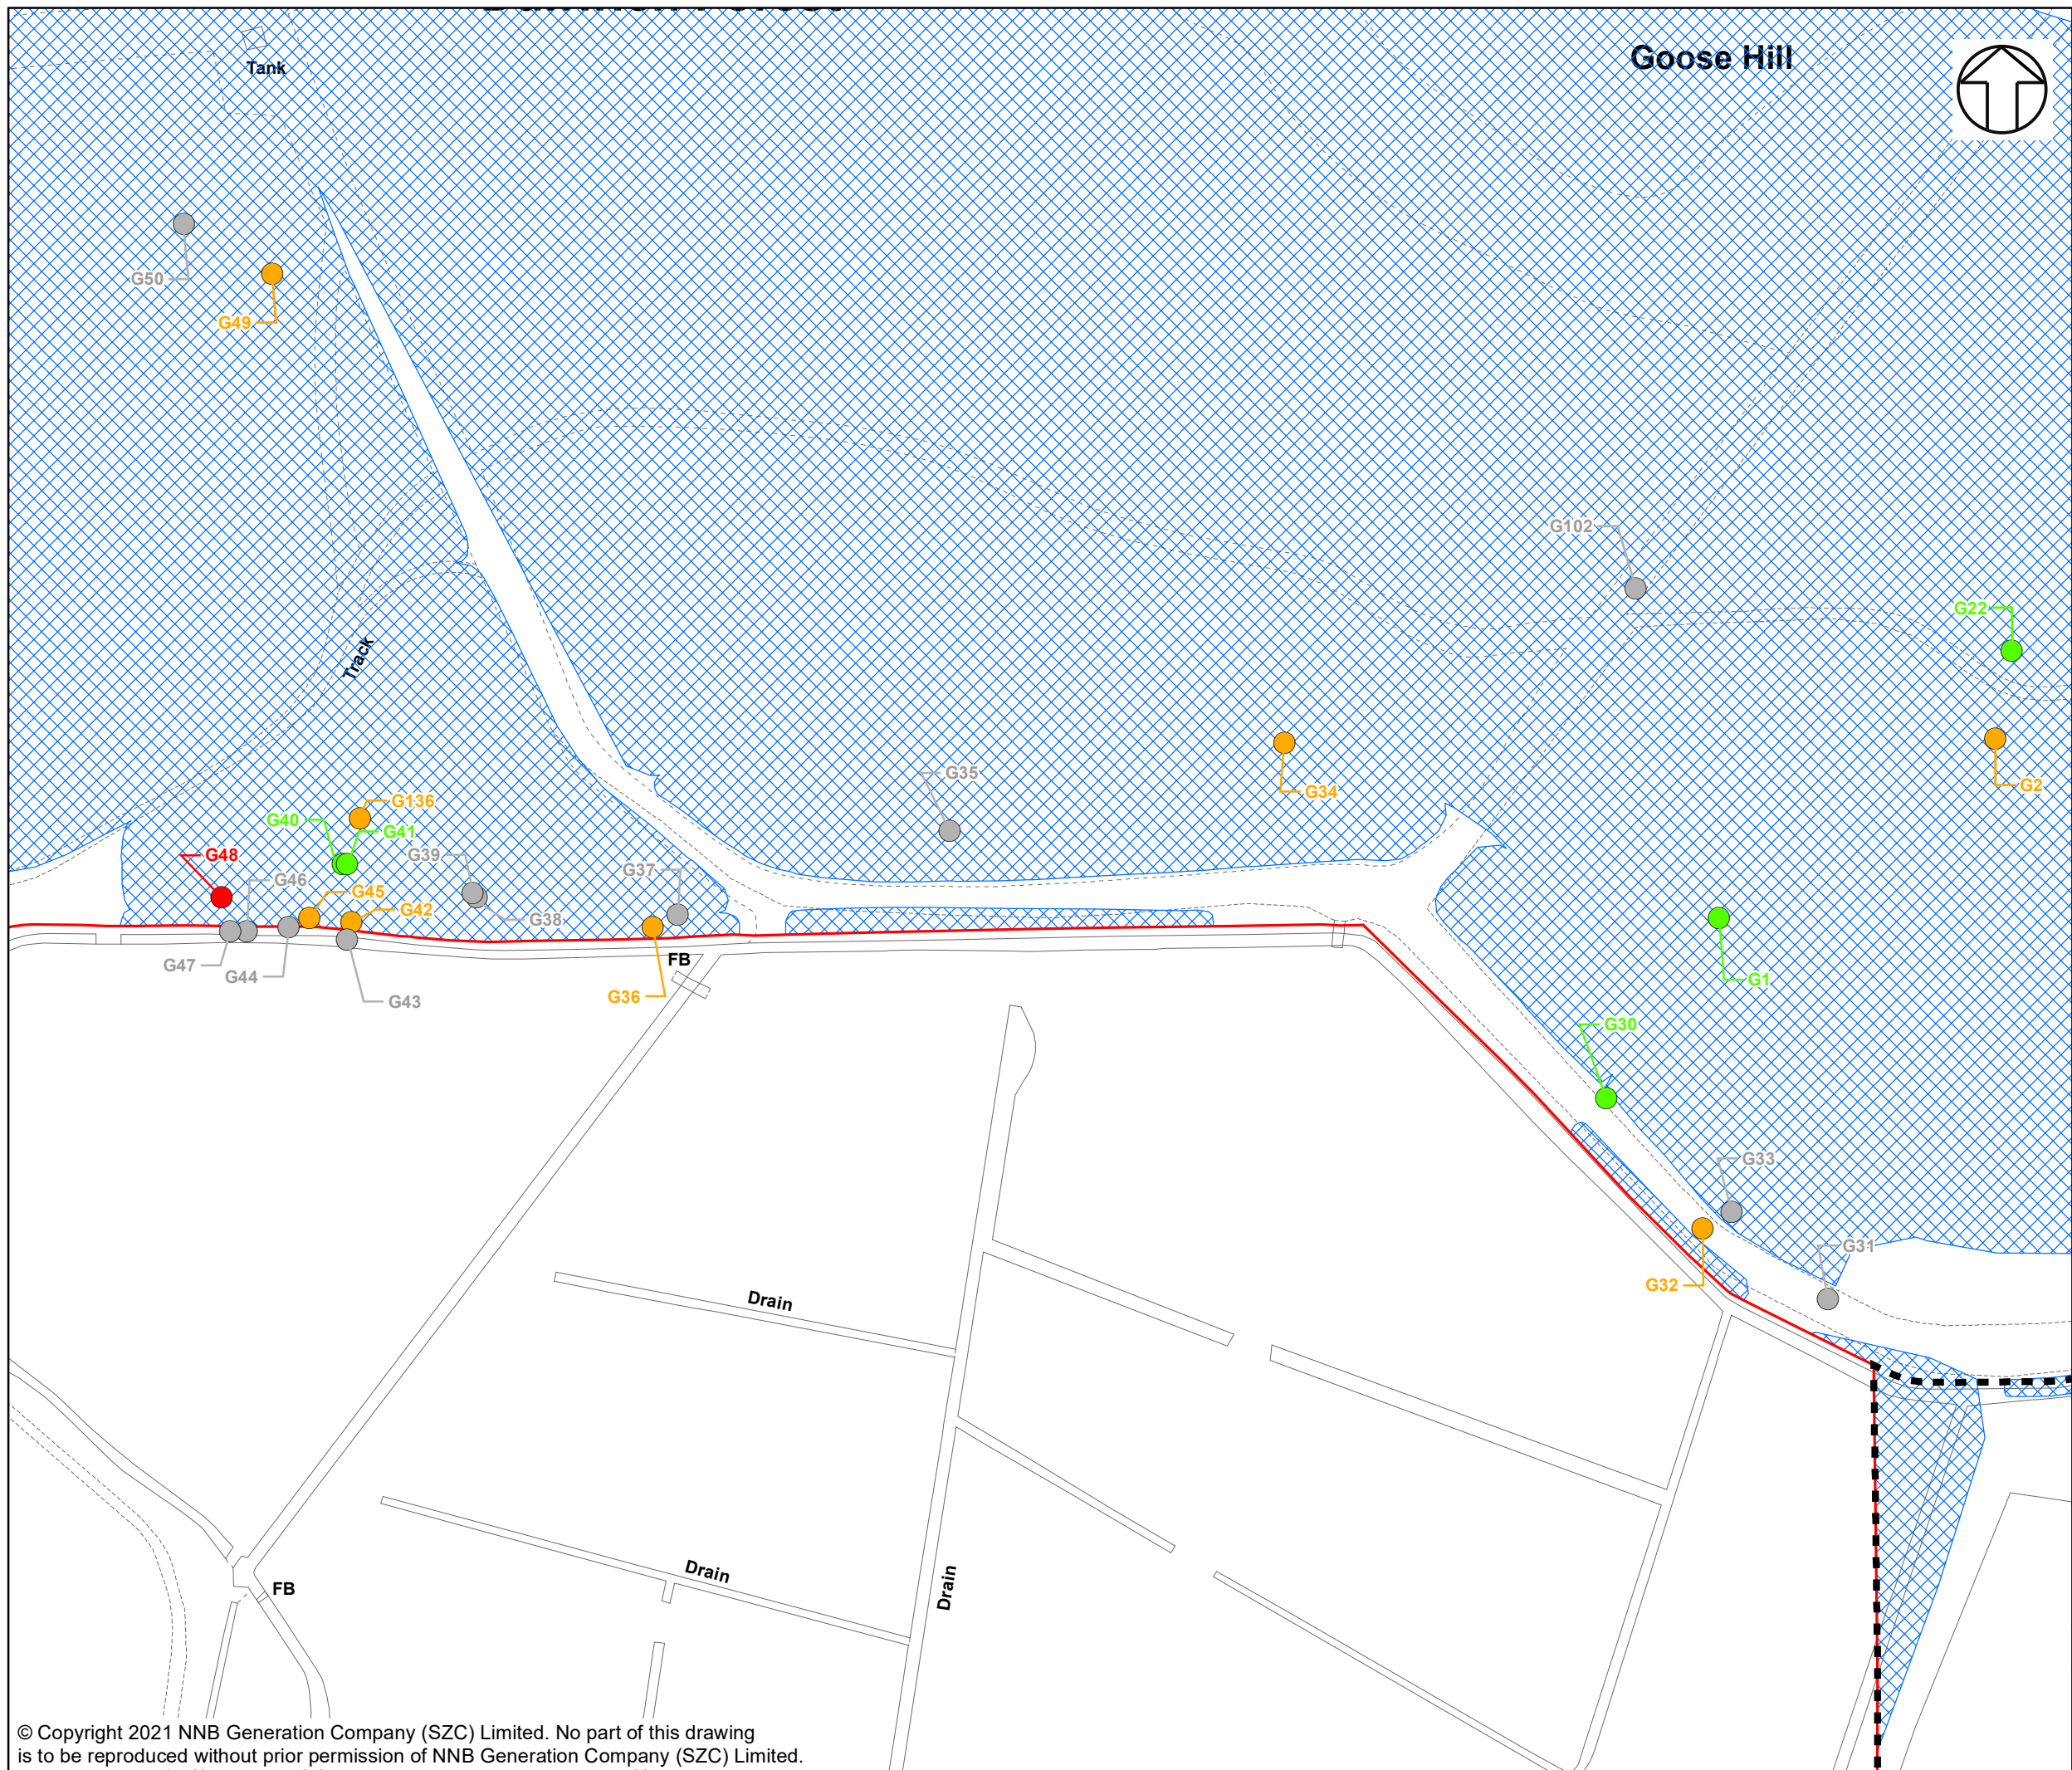 Goose Hill
Tank
G50
G49
G102
G22
Track
G35
G34
G2
G136
G40
G41
G48
G39
G46
G37
G45
G42
G38
G47
G44
G43
FB
G36
G1
G30
G33
G31
G32
Drain
Drain
Drain
FB
© Copyright 2021 NNB Generation Company (SZC) Limited. No part of this drawing
is to be reproduced without prior permission of NNB Generation Company (SZC) Limited.